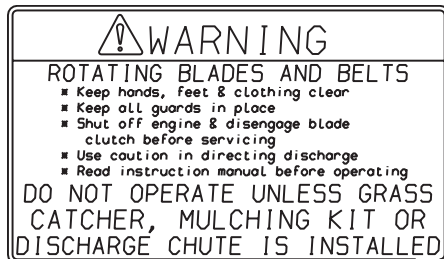 WARNING
ROTATING BLADES AND BELTS
Keep hands, feet & clothing clear
Keep all guards in place
Shut off engine & disengage blade
clutch before servicing
Use caution in directing discharge
Read instruction manual before operating
DO NOT OPERATE UNLESS GRASS
CATCHER, MULCHING KIT OR
DISCHARGE CHUTE IS INSTALLED